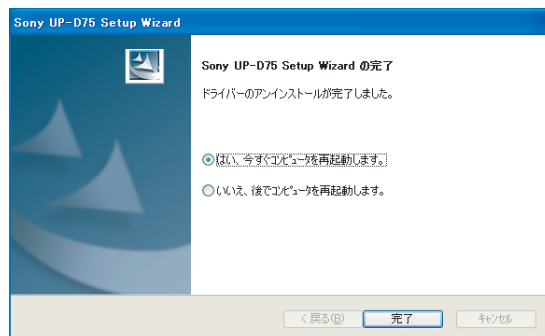 Sony UP-D75 Setup Wizard
Sony UP-D75 Setup Wizard の完了
ドライバーのアンインストールが完了しました。
はい、今すぐコンピュータを再起動します。
いいえ、後でコンピュータを再起動します。
< 戻る(B) 完了 キャンセル